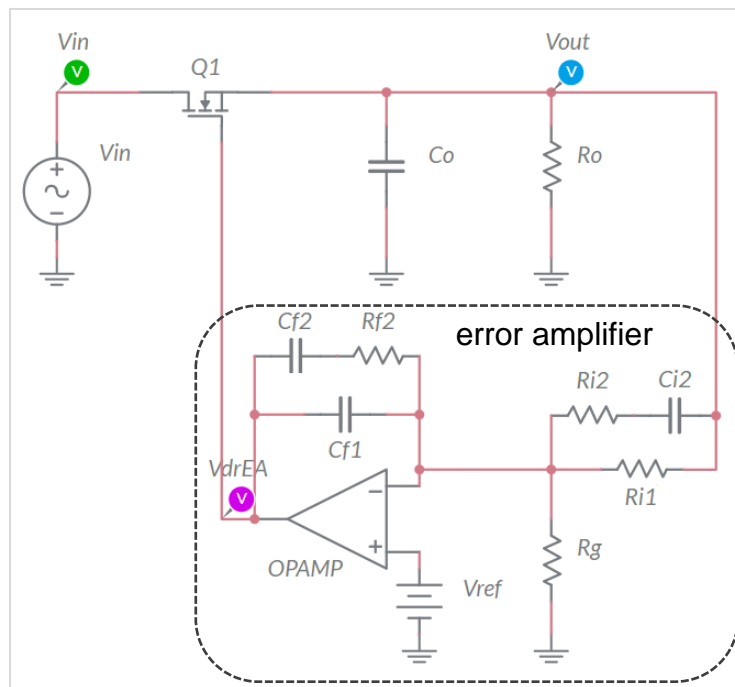 Vin
Vout
V
V
Q1
Vin
Co
Ro
error amplifier
Cf2
Rf2
Ri2
Ci2
Cf1
VdrEA
V
Ri1
OPAMP
Rg
Vref